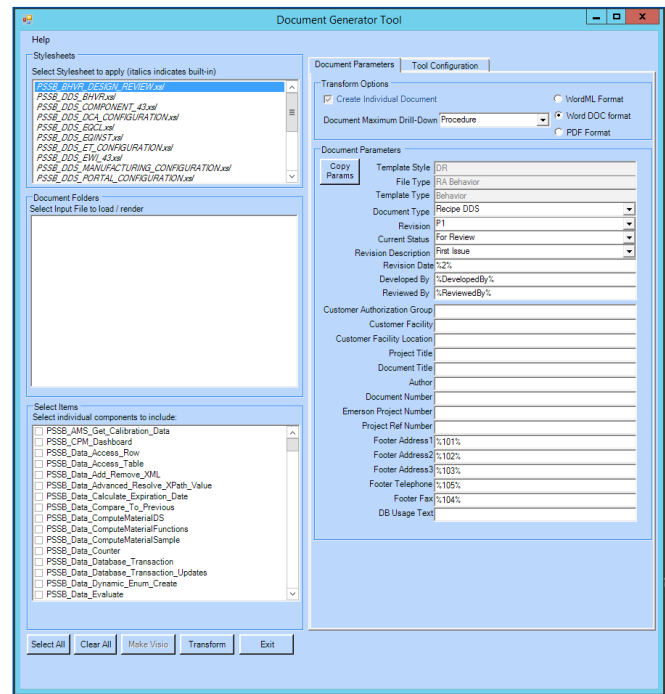 Document Generator Tool
Help
Stylesheets
Select Stylesheet to apply (italics indicates built-in)
PSSB_BHVR_DESIGN_REVIEW.xsl
PSSB_DDS_BHVR.xsl
PSSB_DDS_COMPONENT_43.xsl
PSSB_DDS_DCA_CONFIGURATION.xsl
PSSB_DDS_EQCL.xsl
PSSB_DDS_EQINST.xsl
PSSB_DDS_ET_CONFIGURATION.xsl
PSSB_DDS_EWI_43.xsl
PSSB_DDS_MANUFACTURING_CONFIGURATION.xsl
PSSB_DDS_PORTAL_CONFIGURATION.xsl
Document Folders
Select Input File to load / render
Select Items
Select individual components to include:
PSSB_AMS_Get_Calibration_Data
PSSB_CPM_Dashboard
PSSB_Data_Access_Row
PSSB_Data_Access_Table
PSSB_Data_Add_Remove_XML
PSSB_Data_Advanced_Resolve_XPath_Value
PSSB_Data_Calculate_Expiration_Date
PSSB_Data_Compare_To_Previous
PSSB_Data_ComputeMaterialDS
PSSB_Data_ComputeMaterialFunctions
PSSB_Data_ComputeMaterialSample
PSSB_Data_Counter
PSSB_Data_Database_Transaction
PSSB_Data_Database_Transaction_Updates
PSSB_Data_Dynamic_Enum_Create
PSSB_Data_Evaluate
Select All Clear All Make Visio Transform Exit
Document Parameters Tool Configuration
Transform Options
Create Individual Document
WordML Format
Document Maximum Drill-Down Procedure
Word DOC format
PDF Format
Document Parameters
Copy Params
Template Style DR
File Type RA Behavior
Template Type Behavior
Document Type Recipe DDS
Revision P1
Current Status For Review
Revision Description First Issue
Revision Date %2%
Developed By %DevelopedBy%
Reviewed By %ReviewedBy%
Customer Authorization Group
Customer Facility
Customer Facility Location
Project Title
Document Title
Author
Document Number
Emerson Project Number
Project Ref Number
Footer Address1 %101%
Footer Address2 %102%
Footer Address3 %103%
Footer Telephone %105%
Footer Fax %104%
DB Usage Text